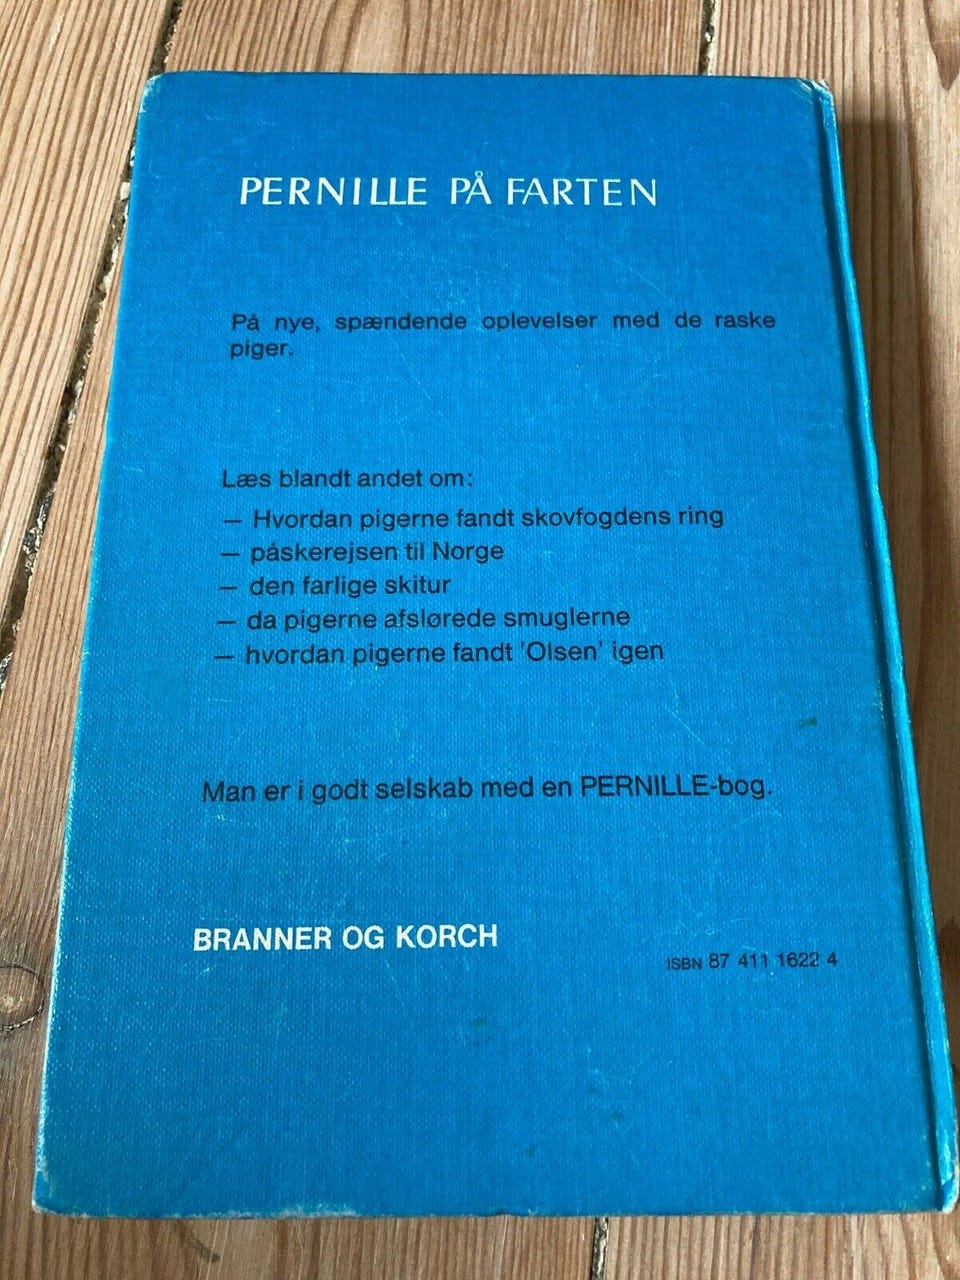 PERNILLE PÅ FARTEN
På nye, spændende oplevelser med de raske
piger.
Læs blandt andet om:
— Hvordan pigerne fandt skovfogdens ring
— påskerejsen til Norge
— den farlige skitur
— da pigerne afslørede smuglerne
— hvordan pigerne fandt 'Olsen' igen
Man er i godt selskab med en PERNILLE-bog.
BRANNER OG KORCH
ISBN 87 411 1622 4